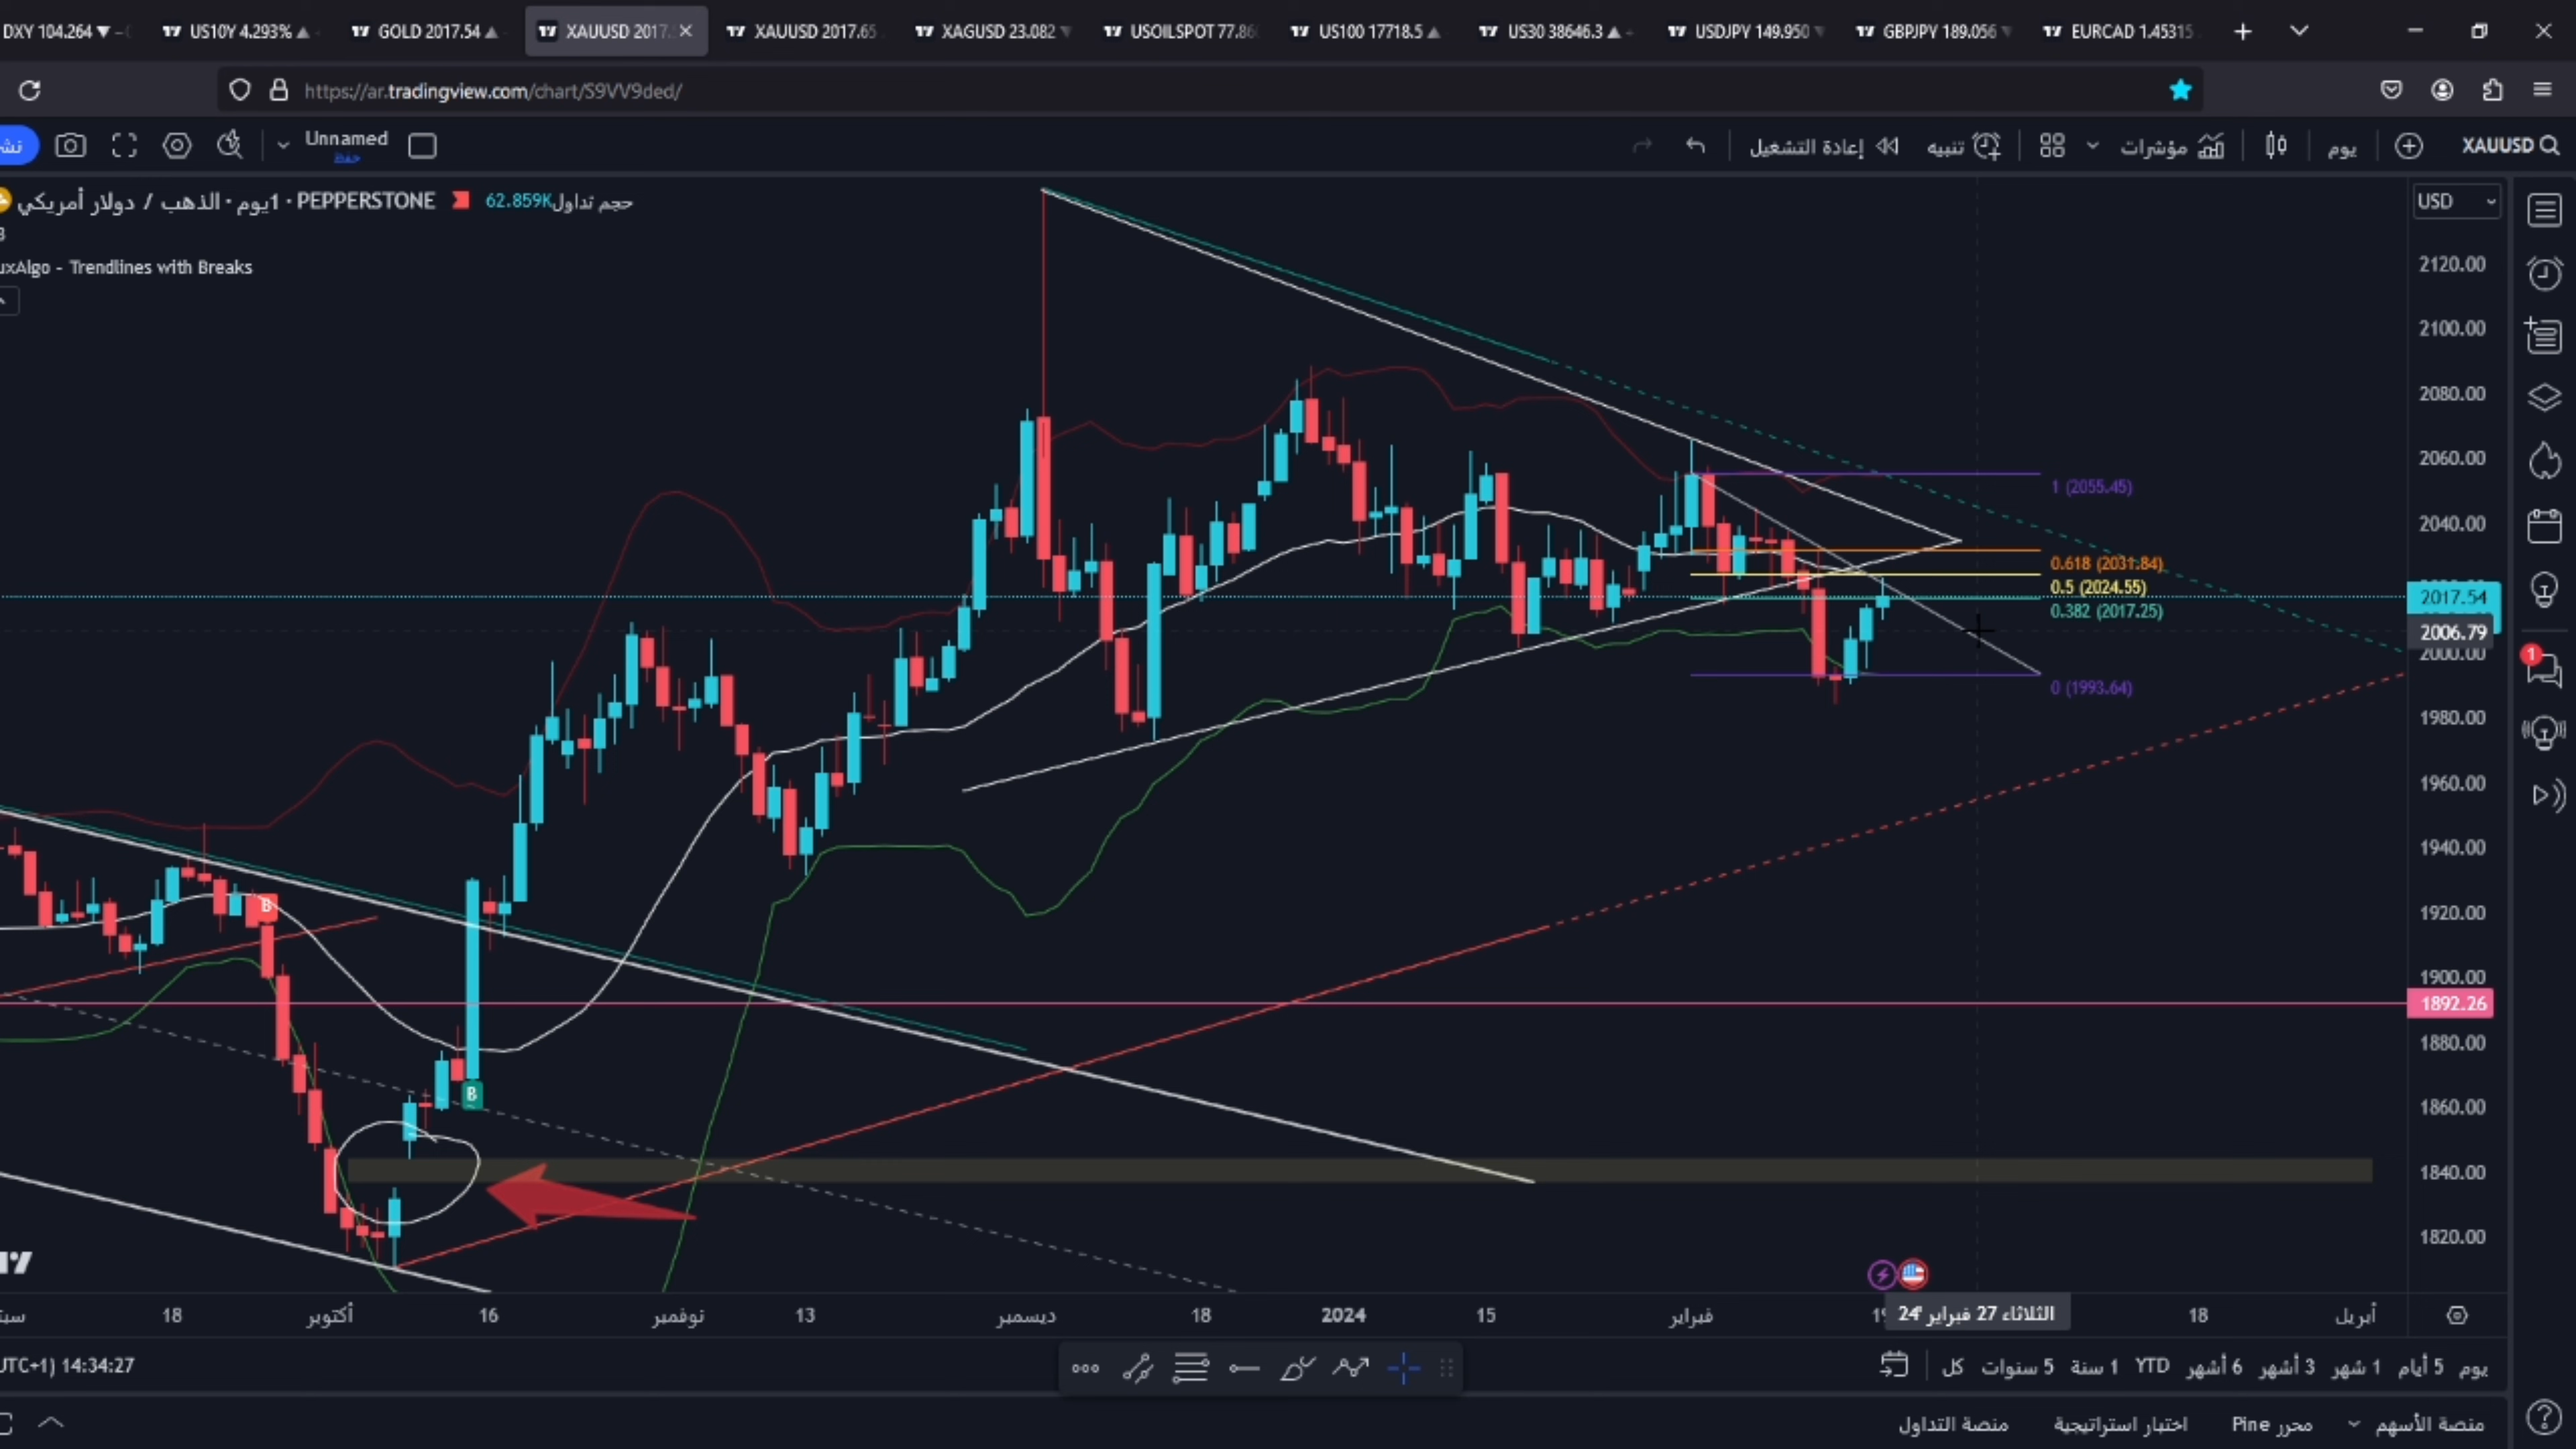 DXY 104.264
US10Y 4.293%
GOLD 2017.54
XAUUSD 2017.
XAUUSD 2017.65
XAGUSD 23.082
USOILSPOT 77.86
US100 17718.5
US30 38646.3
USDJPY 149.950
GBPJPY 189.056
EURCAD 1.45315
https://ar.tradingview.com/chart/S9VV9ded/
Unnamed
حفظ
إعادة التشغيل
تنبيه
مؤشرات
يوم
XAUUSD
الذهب / دولار أمريكي · 1يوم · PEPPERSTONE
حجم تداول 62.859K
uxAlgo - Trendlines with Breaks
USD
2120.00
2100.00
2080.00
2060.00
2040.00
2017.54
2006.79
2000.00
1980.00
1960.00
1940.00
1920.00
1900.00
1892.26
1880.00
1860.00
1840.00
1820.00
1 (2055.45)
0.618 (2031.84)
0.5 (2024.55)
0.382 (2017.25)
0 (1993.64)
B
B
1
18
أكتوبر
16
نوفمبر
13
ديسمبر
18
2024
15
فبراير
الثلاثاء 27 فبراير '24
18
أبريل
UTC+1) 14:34:27
يوم
5 أيام
1 شهر
3 أشهر
6 أشهر
YTD
1 سنة
5 سنوات
كل
منصة الأسهم
محرر Pine
اختبار استراتيجية
منصة التداول